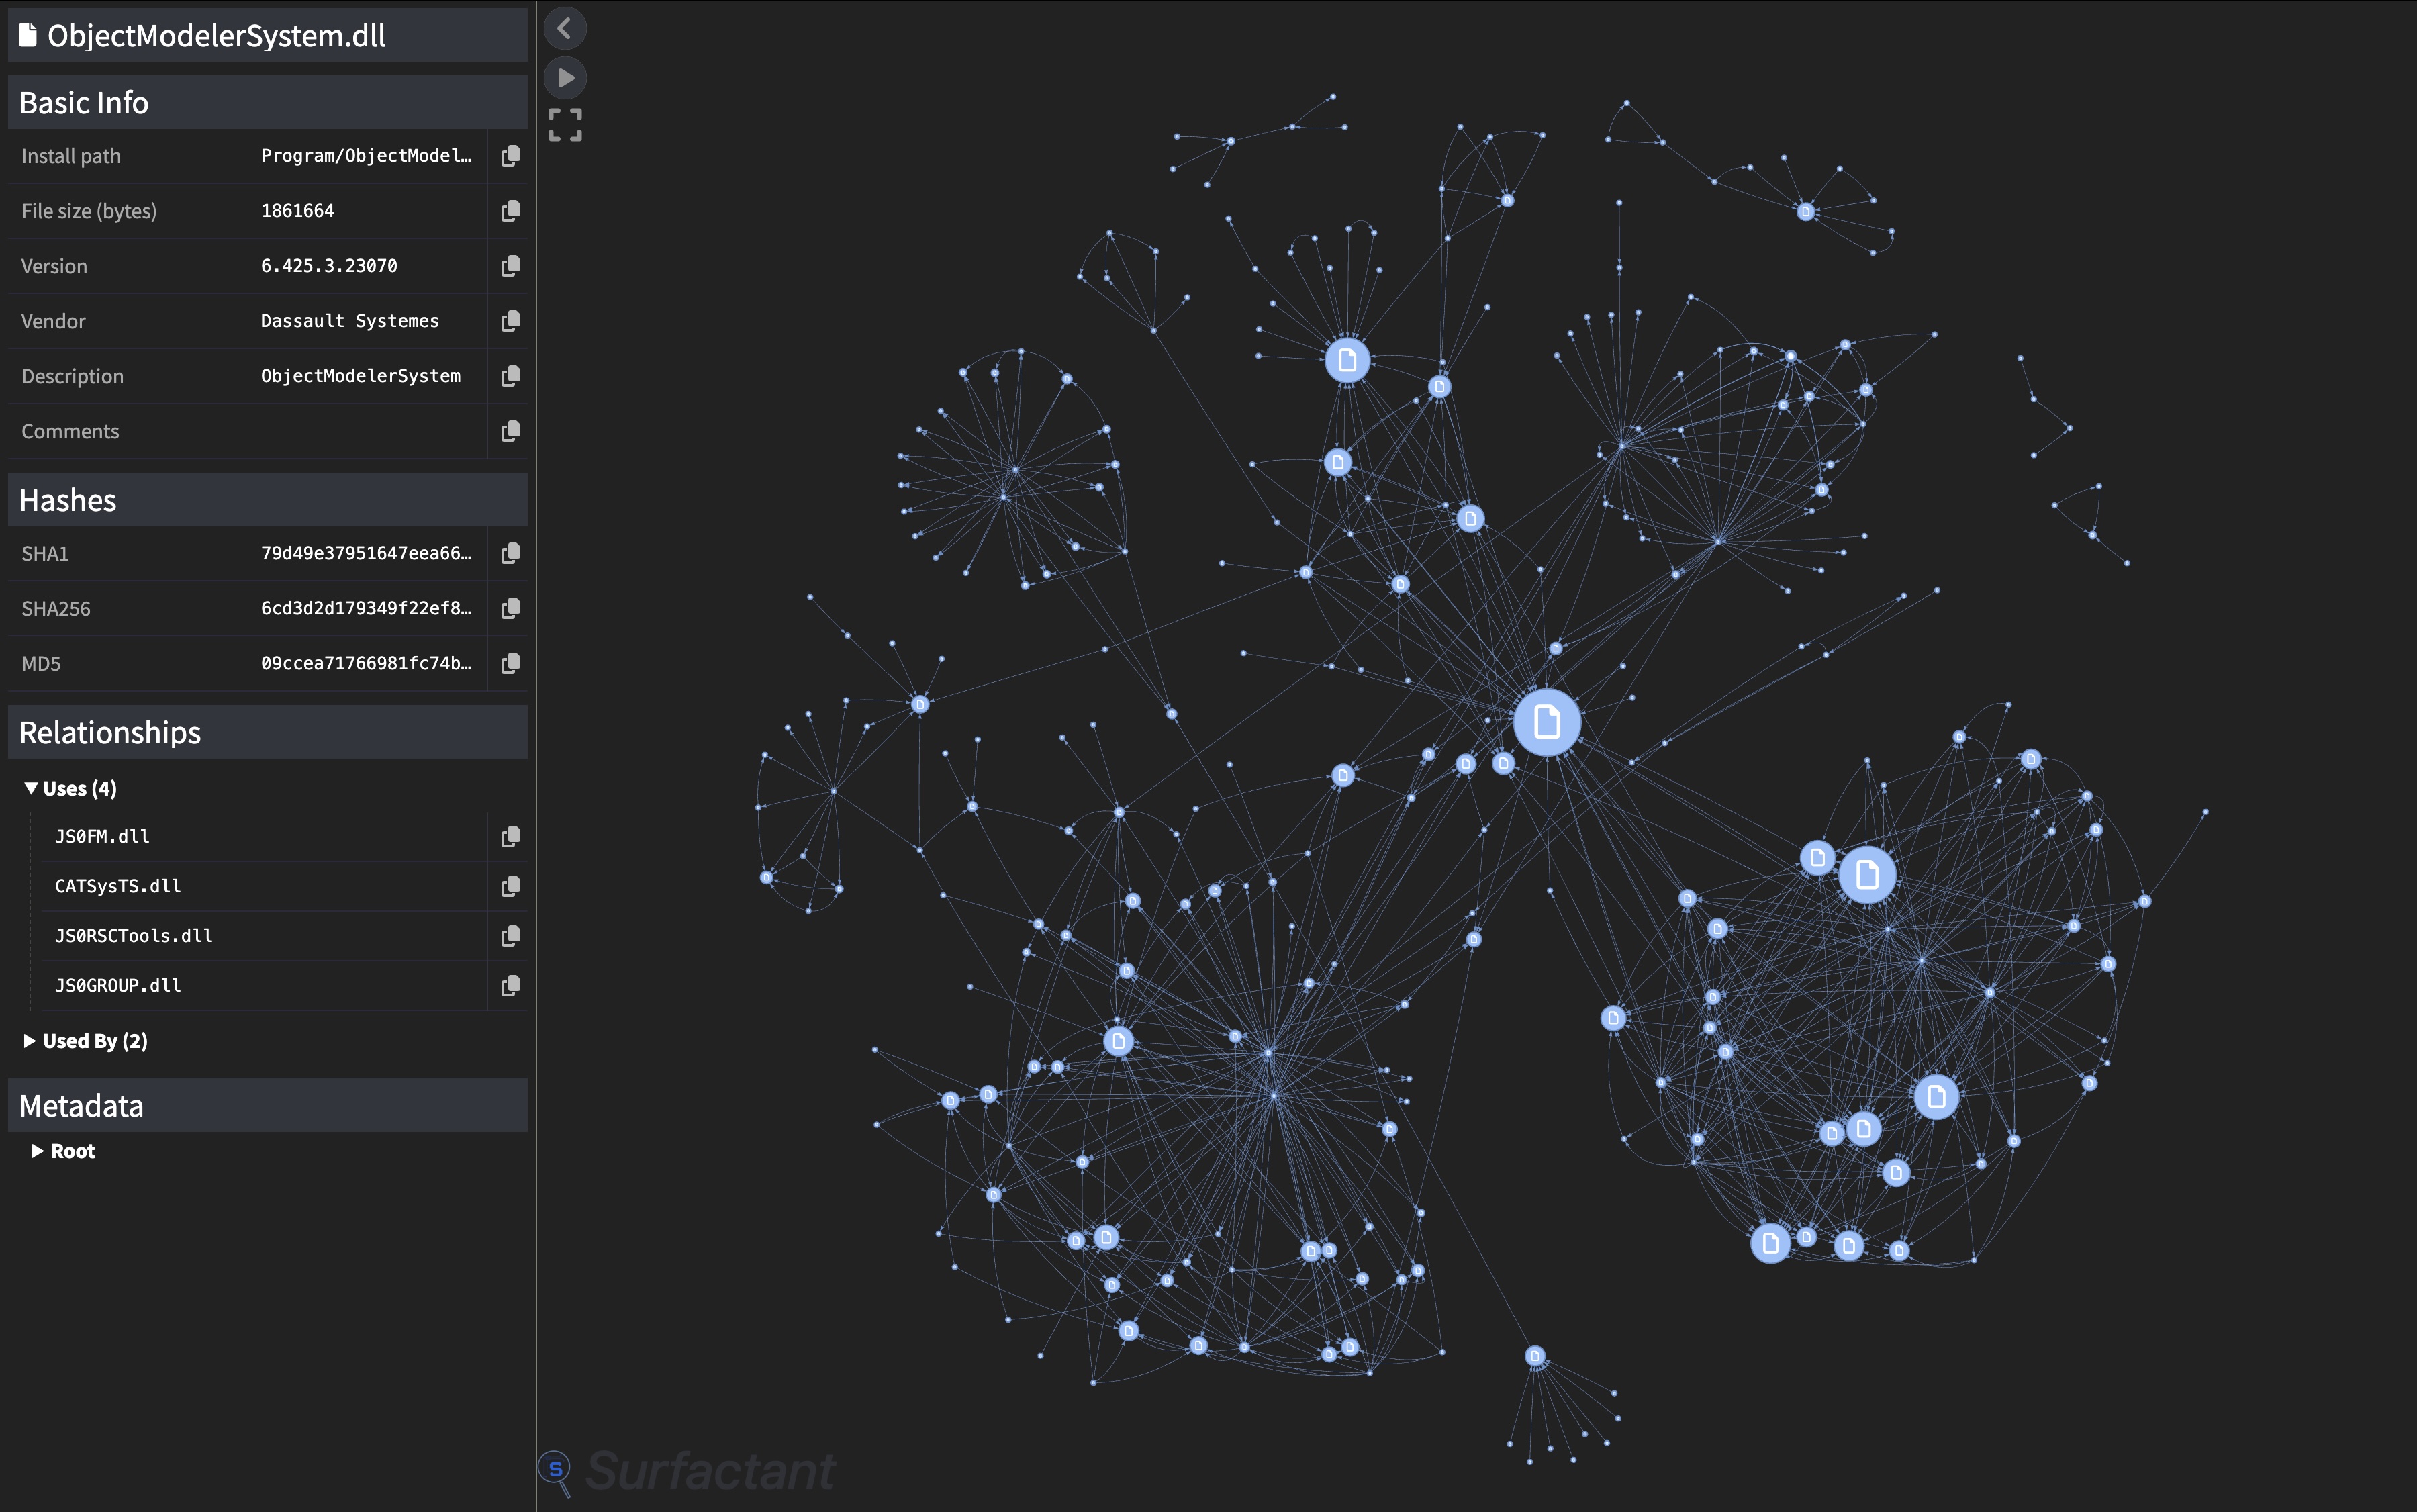 ObjectModelerSystem.dll
Basic Info
Install path Program/ObjectModel…
File size (bytes) 1861664
Version 6.425.3.23070
Vendor Dassault Systemes
Description ObjectModelerSystem
Comments
Hashes
SHA1 79d49e37951647eea66…
SHA256 6cd3d2d179349f22ef8…
MD5 09ccea71766981fc74b…
Relationships
Uses (4)
JS0FM.dll
CATSysTS.dll
JS0RSCTools.dll
JS0GROUP.dll
Used By (2)
Metadata
Root
S Surfactant